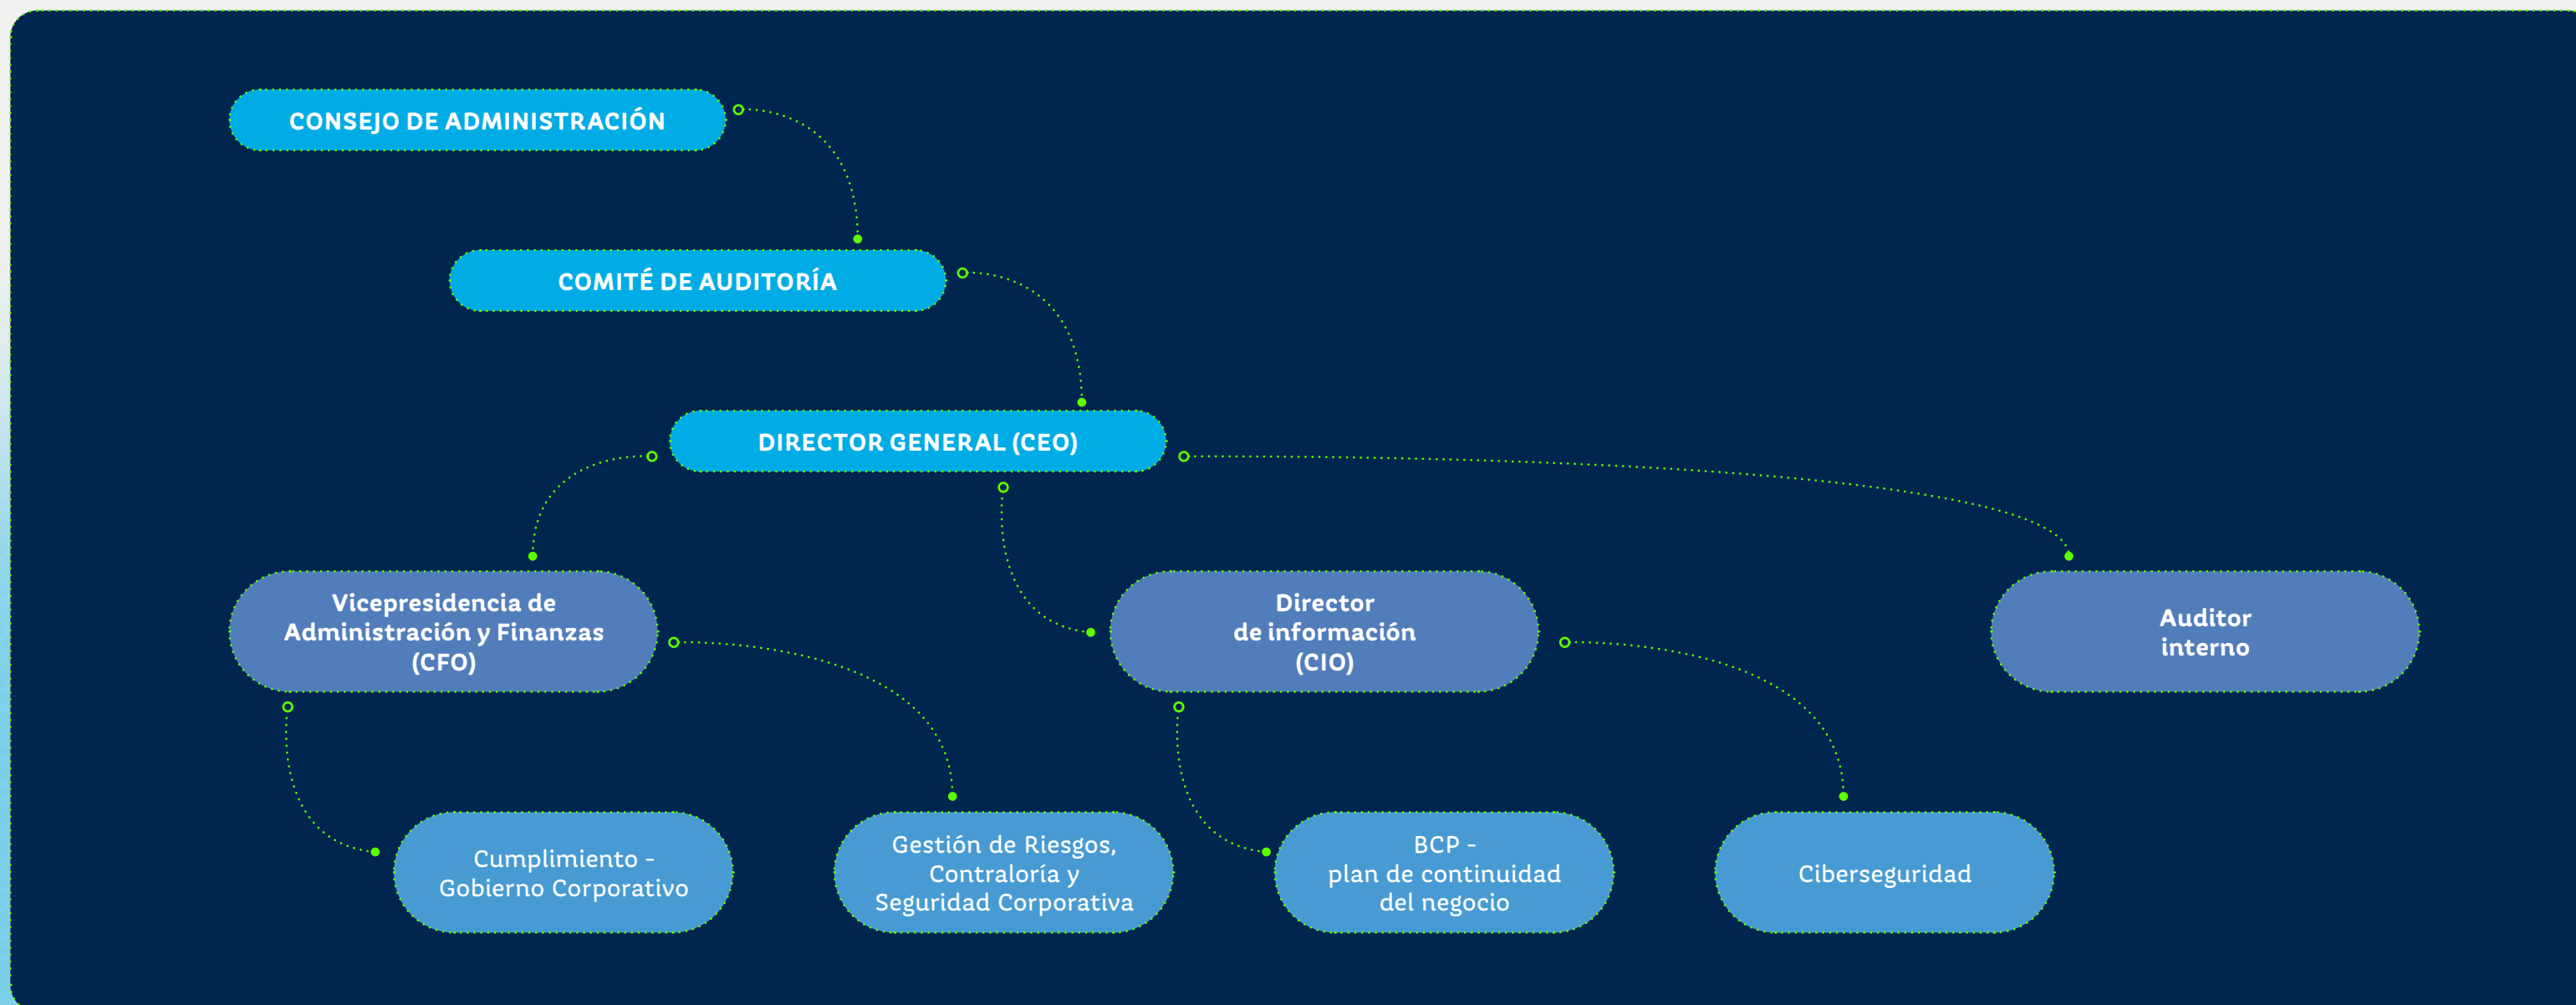 CONSEJO DE ADMINISTRACIÓN
COMITÉ DE AUDITORÍA
DIRECTOR GENERAL (CEO)
Vicepresidencia de
Administración y Finanzas
(CFO)
Director
de información
(CIO)
Auditor
interno
Cumplimiento -
Gobierno Corporativo
Gestión de Riesgos,
Contraloría y
Seguridad Corporativa
BCP -
plan de continuidad
del negocio
Ciberseguridad